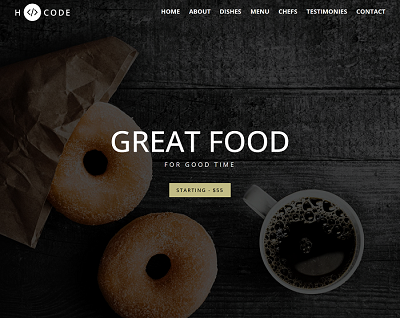 H </> CODE
HOME ABOUT DISHES MENU CHEFS TESTIMONIES CONTACT
GREAT FOOD
FOR GOOD TIME
STARTING - $55